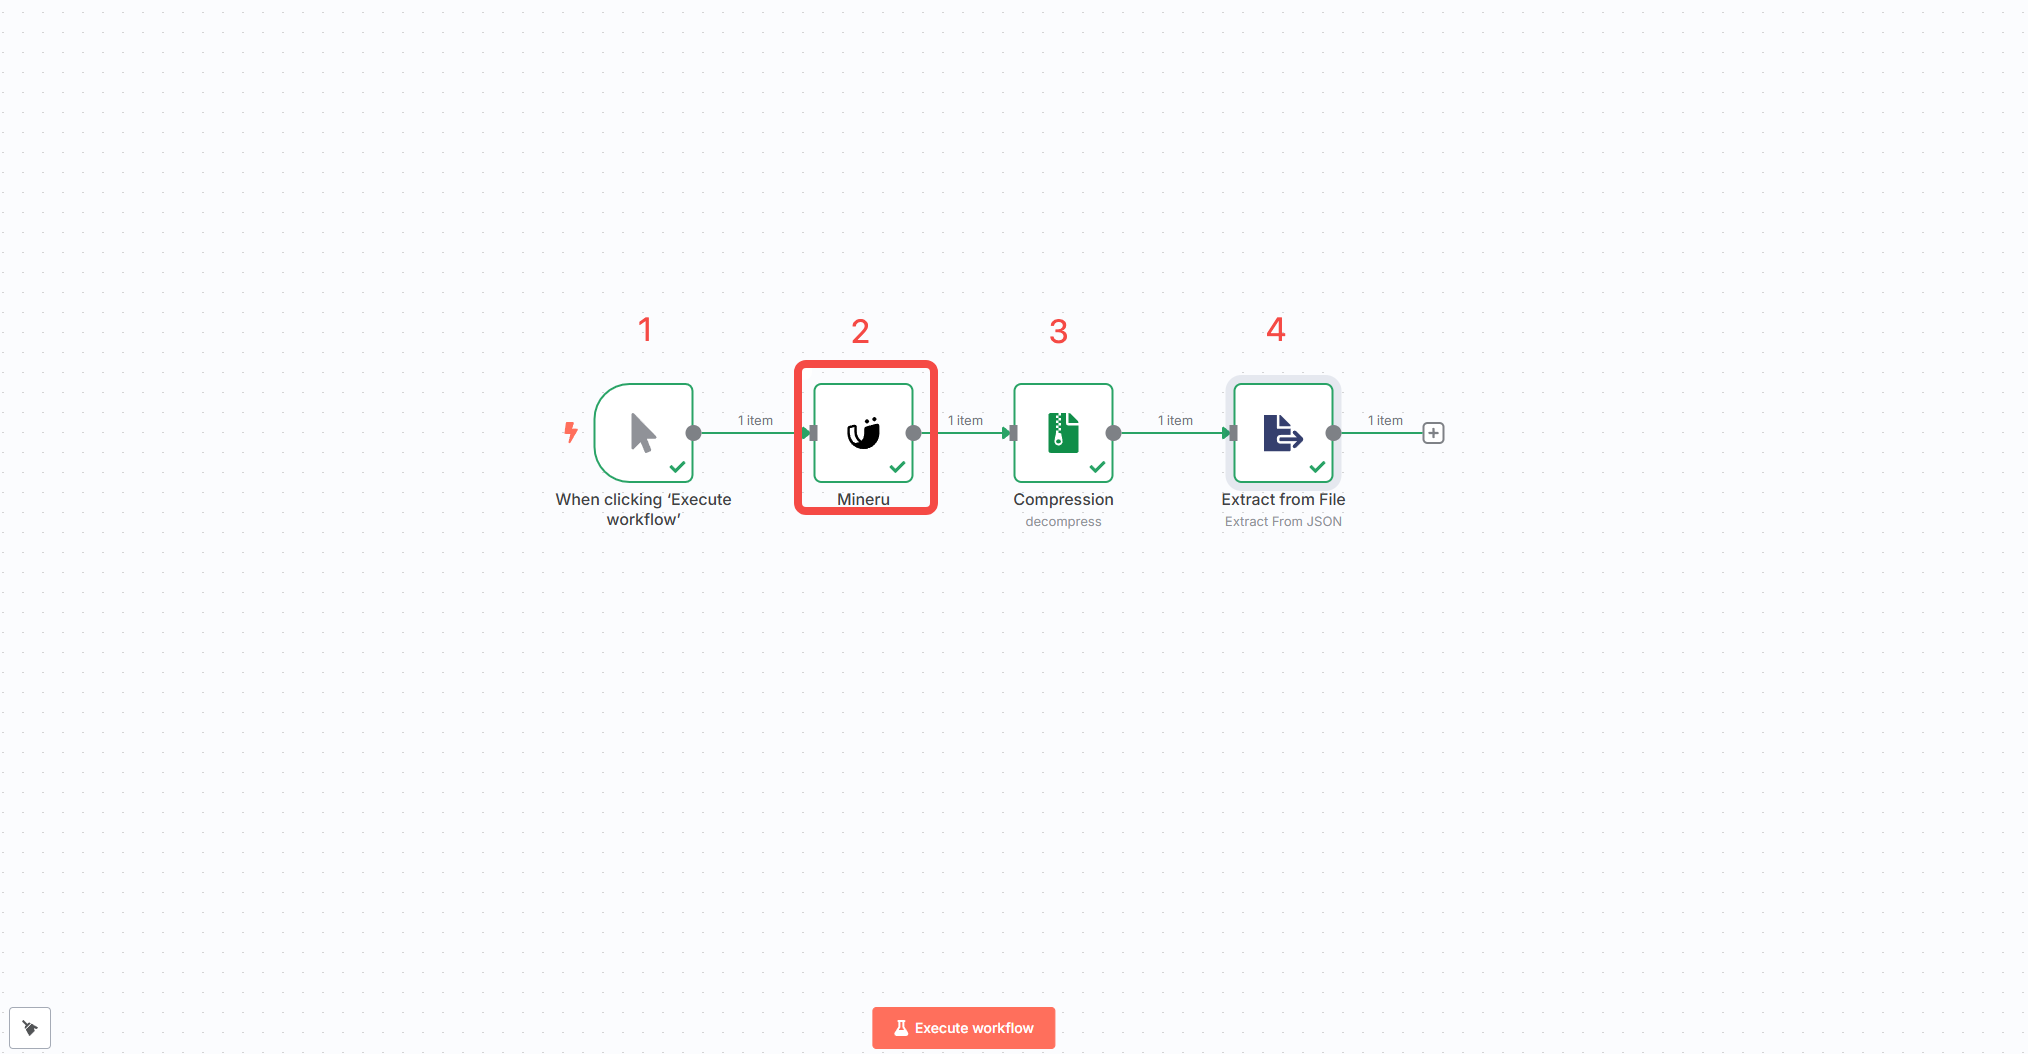 1
2
3
4
1 item
1 item
1 item
1 item
When clicking ‘Execute
workflow’
Mineru
Compression
decompress
Extract from File
Extract From JSON
Execute workflow